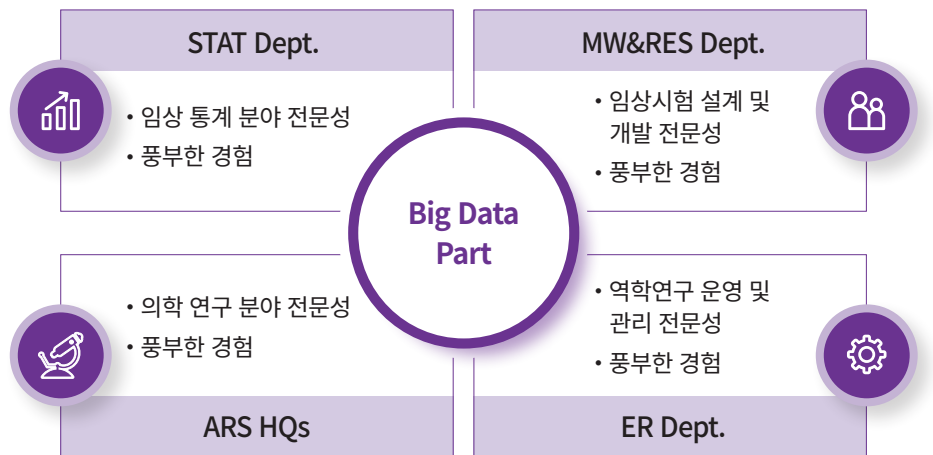 STAT Dept.
• 임상 통계 분야 전문성
• 풍부한 경험
MW&RES Dept.
• 임상시험 설계 및
개발 전문성
• 풍부한 경험
Big Data
Part
• 의학 연구 분야 전문성
• 풍부한 경험
ARS HQs
• 역학연구 운영 및
관리 전문성
• 풍부한 경험
ER Dept.